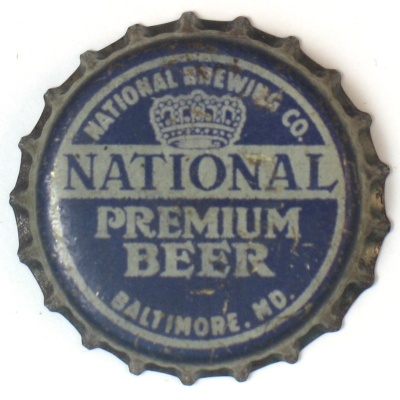 NATIONAL BREWING CO.
NATIONAL
PREMIUM
BEER
BALTIMORE, MD.